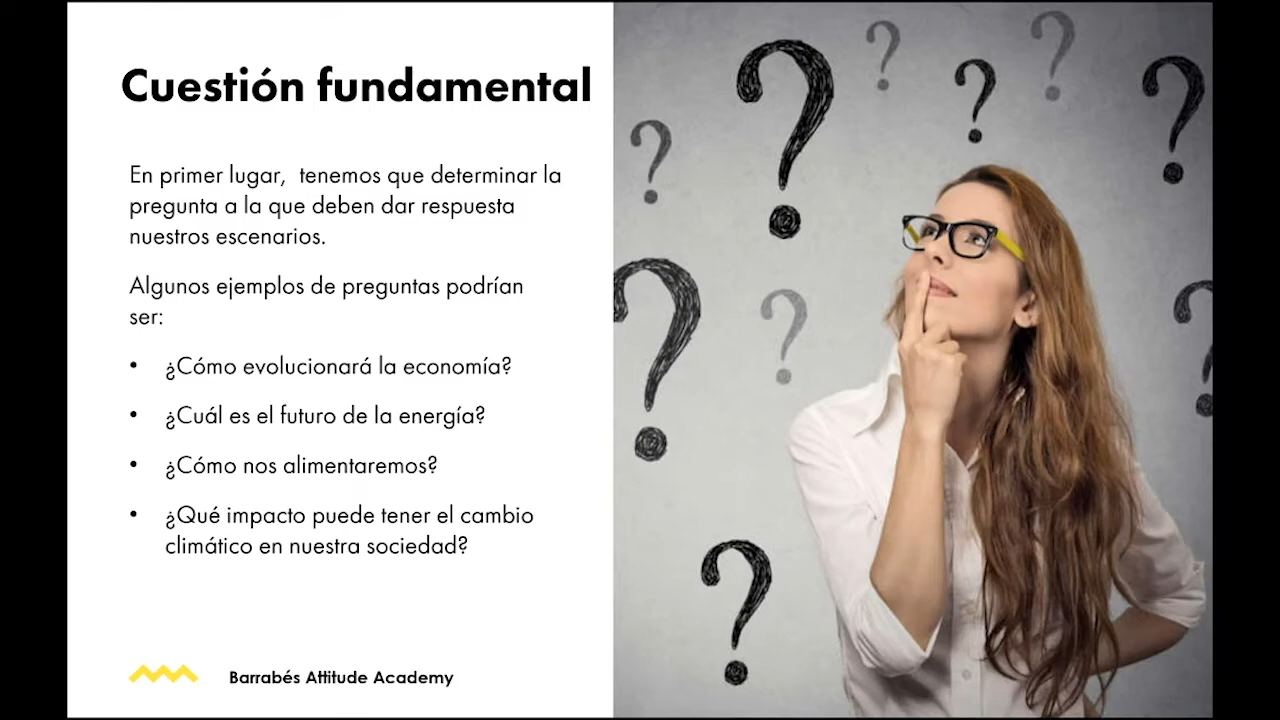 Cuestión fundamental
En primer lugar,  tenemos que determinar la
pregunta a la que deben dar respuesta
nuestros escenarios.
Algunos ejemplos de preguntas podrían
ser:
• ¿Cómo evolucionará la economía?
• ¿Cuál es el futuro de la energía?
• ¿Cómo nos alimentaremos?
• ¿Qué impacto puede tener el cambio
climático en nuestra sociedad?
Barrabés Attitude Academy